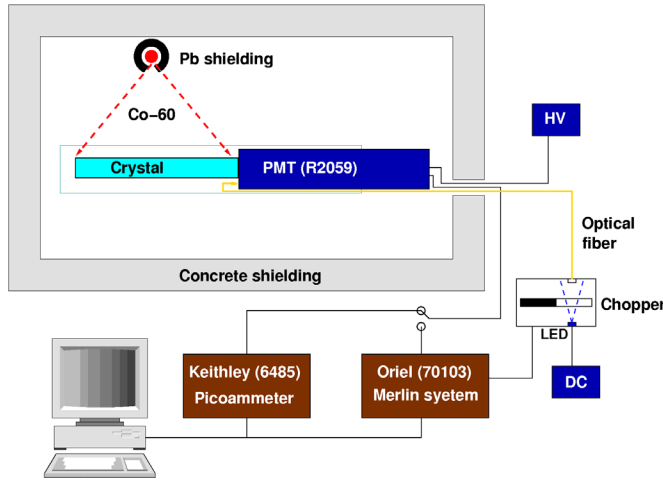 Pb shielding
Co−60
HV
Crystal
PMT (R2059)
Optical
fiber
Concrete shielding
Chopper
LED
Keithley (6485)
Picoammeter
Oriel (70103)
Merlin syetem
DC